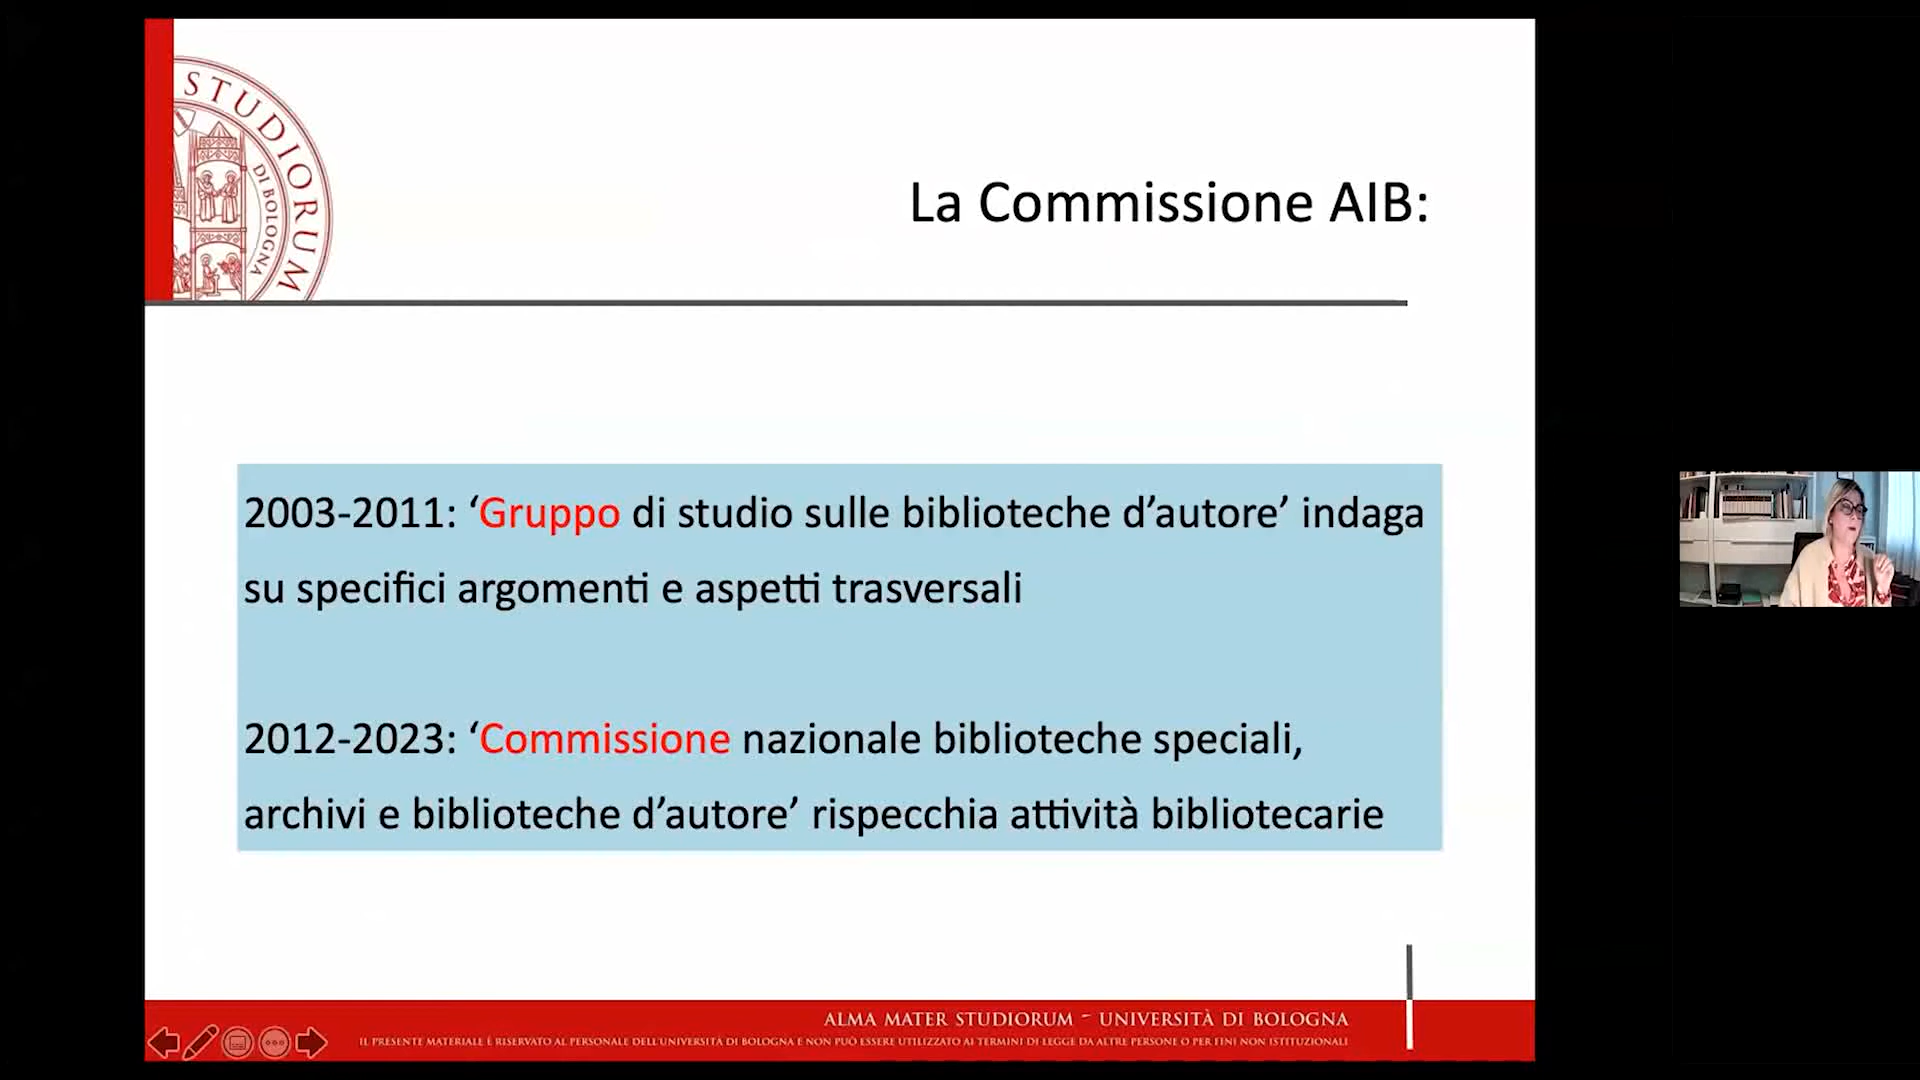 STUDIORUM
DI BOLOGNA
La Commissione AIB:
2003-2011: ‘Gruppo di studio sulle biblioteche d’autore’ indaga
su specifici argomenti e aspetti trasversali
2012-2023: ‘Commissione nazionale biblioteche speciali,
archivi e biblioteche d’autore’ rispecchia attività bibliotecarie
ALMA MATER STUDIORUM ~ UNIVERSITÀ DI BOLOGNA
IL PRESENTE MATERIALE È RISERVATO AL PERSONALE DELL’UNIVERSITÀ DI BOLOGNA E NON PUÒ ESSERE UTILIZZATO AI TERMINI DI LEGGE DA ALTRE PERSONE O PER FINI NON ISTITUZIONALI